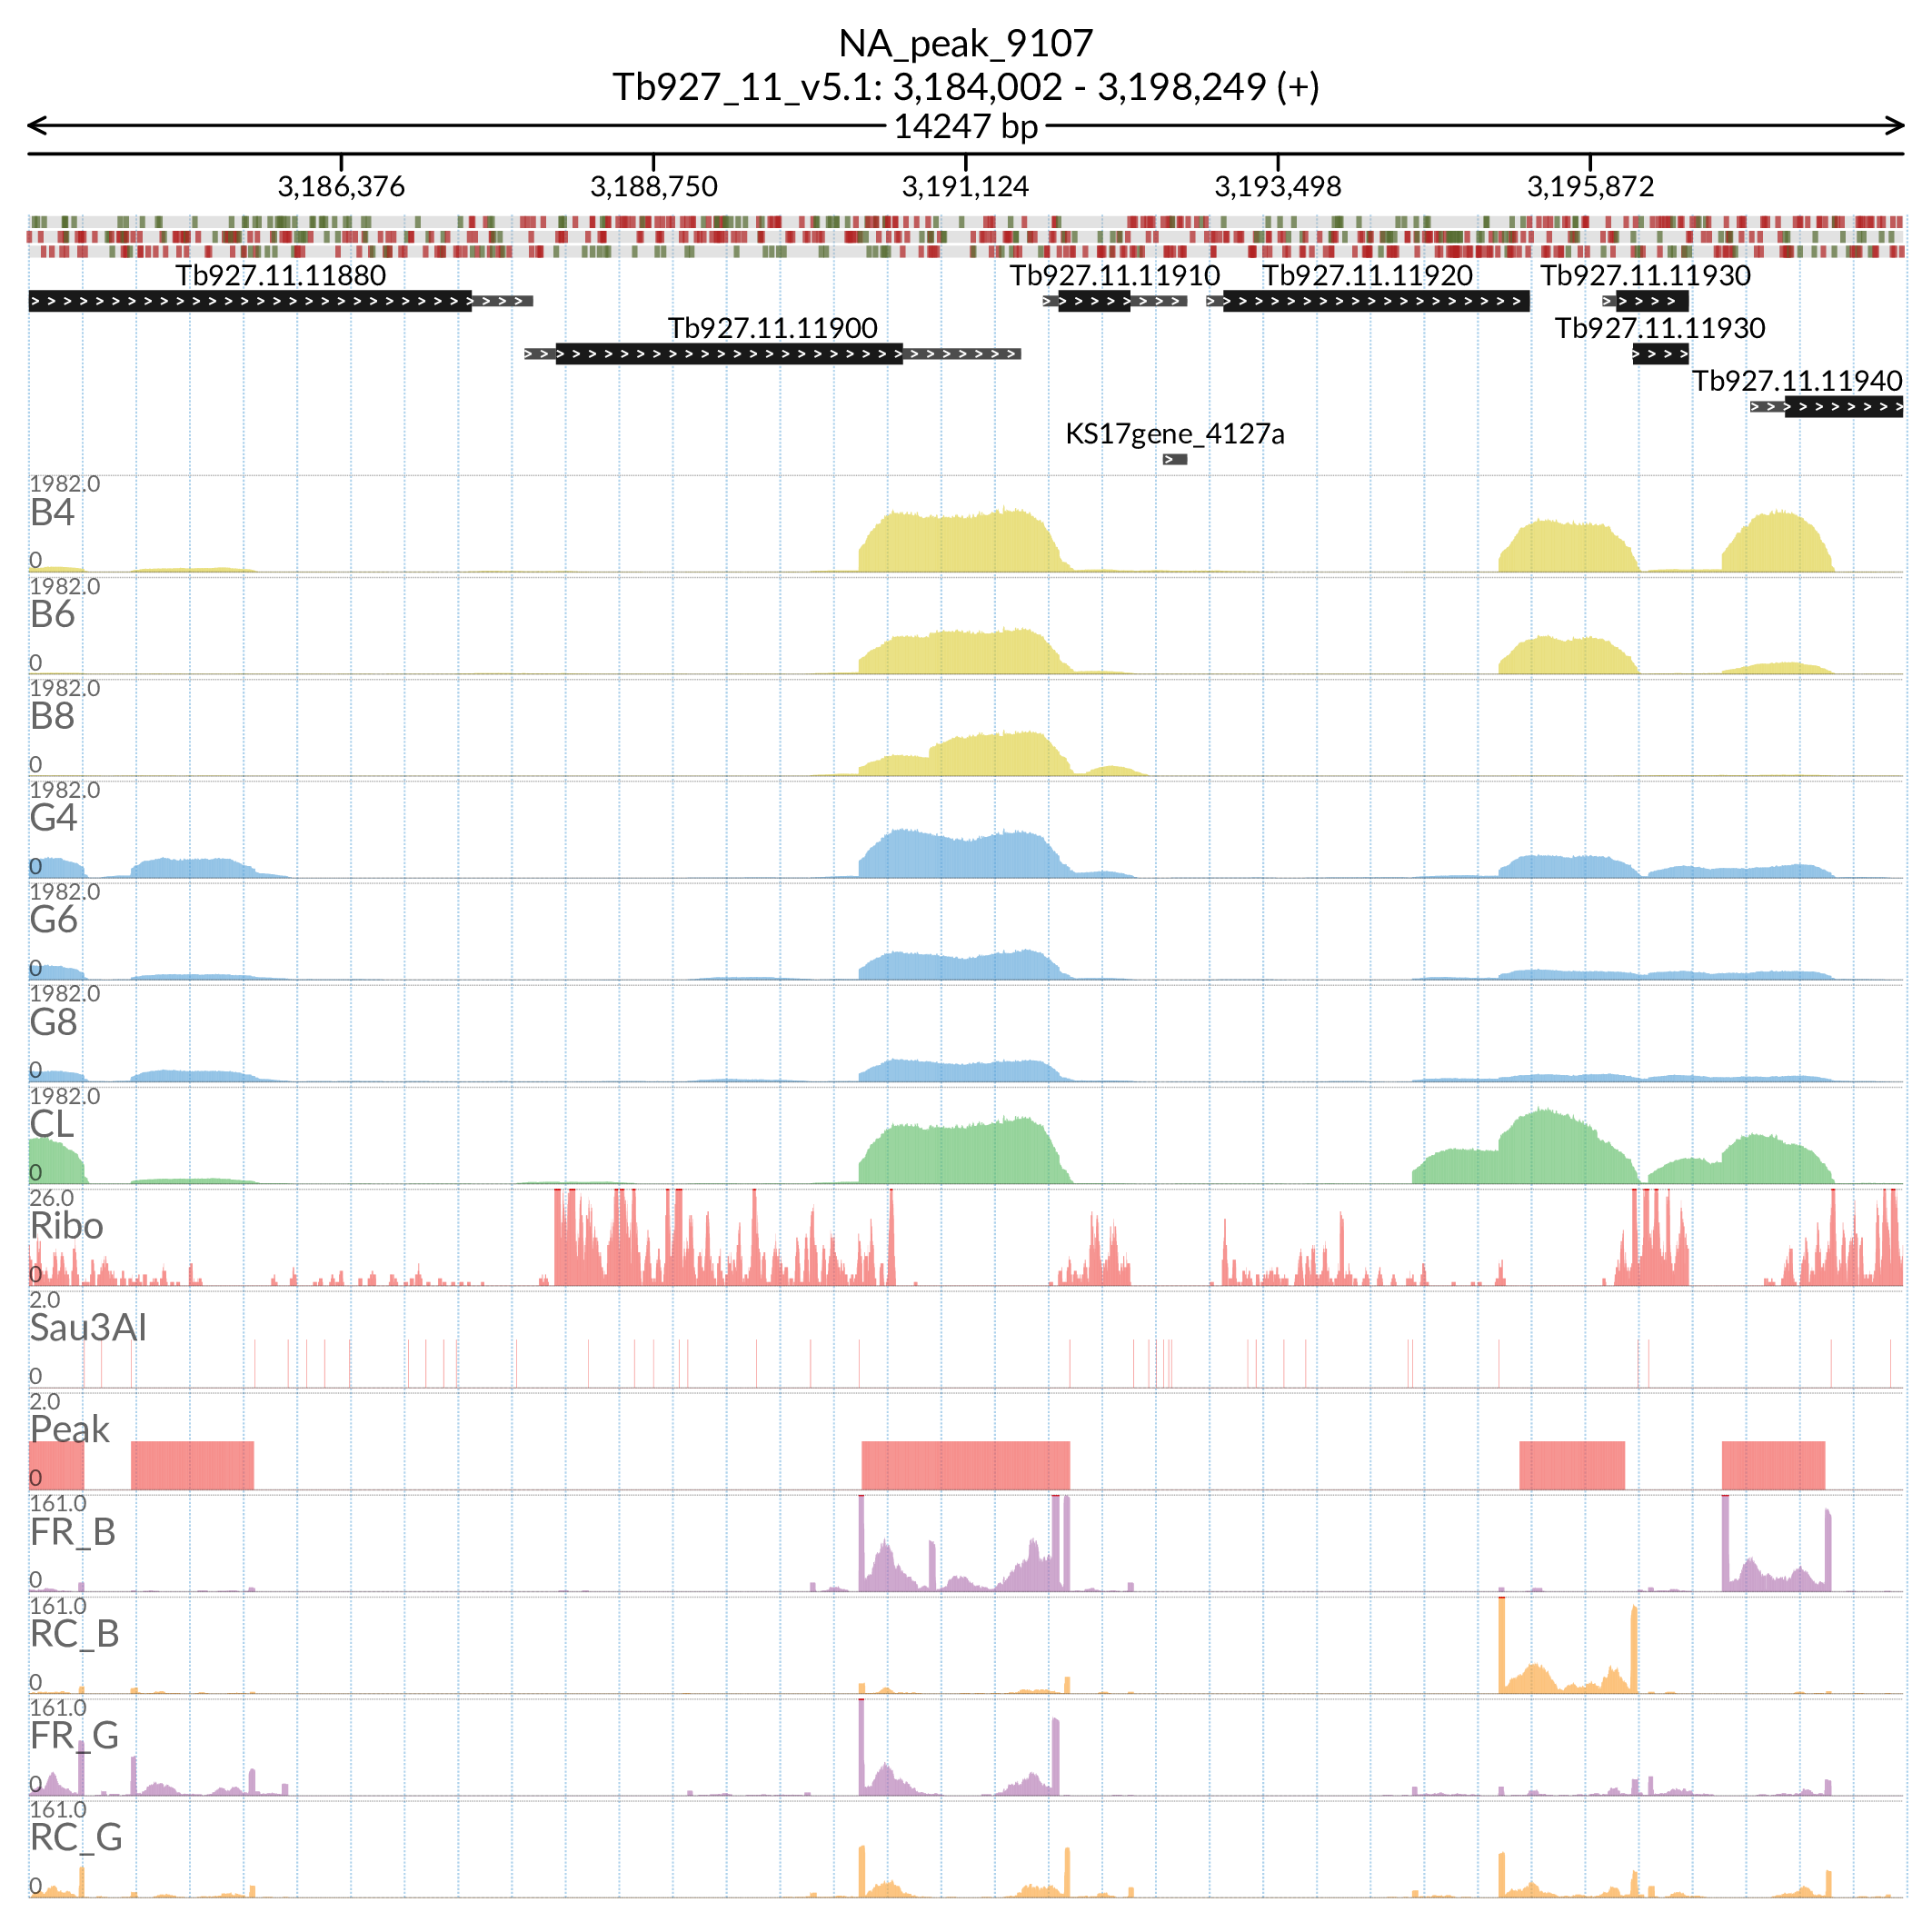 NA_peak_9107
Tb927_11_v5.1: 3,184,002 - 3,198,249 (+)
14247 bp
3,186,376 3,188,750 3,191,124 3,193,498 3,195,872
Tb927.11.11880 Tb927.11.11910 Tb927.11.11920 Tb927.11.11930
Tb927.11.11900 Tb927.11.11930
Tb927.11.11940
KS17gene_4127a
1982.0
B4
0
1982.0
B6
0
1982.0
B8
0
1982.0
G4
0
1982.0
G6
0
1982.0
G8
0
1982.0
CL
0
26.0
Ribo
0
2.0
Sau3AI
0
2.0
Peak
0
161.0
FR_B
0
161.0
RC_B
0
161.0
FR_G
0
161.0
RC_G
0